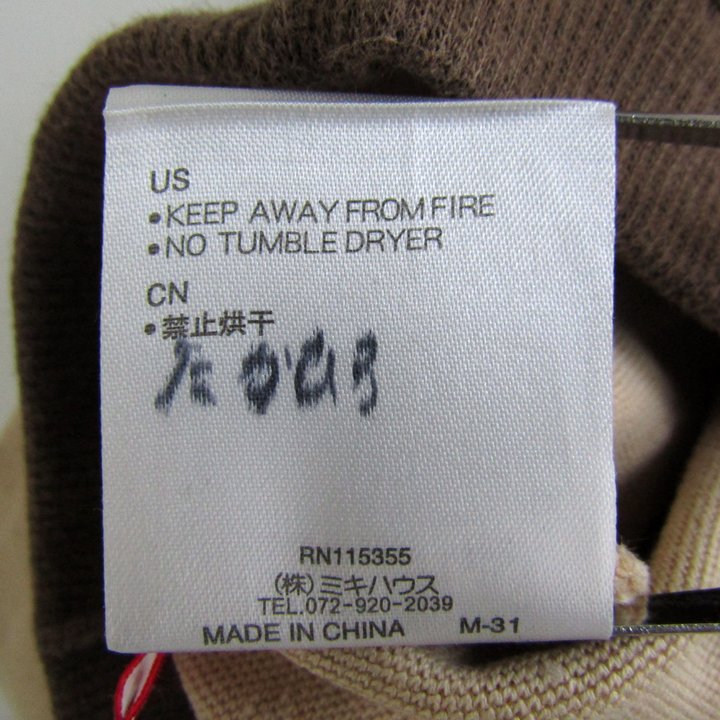 US
•KEEP AWAY FROM FIRE
•NO TUMBLE DRYER
CN
•禁止烘干
RN115355
(株)ミキハウス
TEL.072-920-2039
MADE IN CHINA M-31